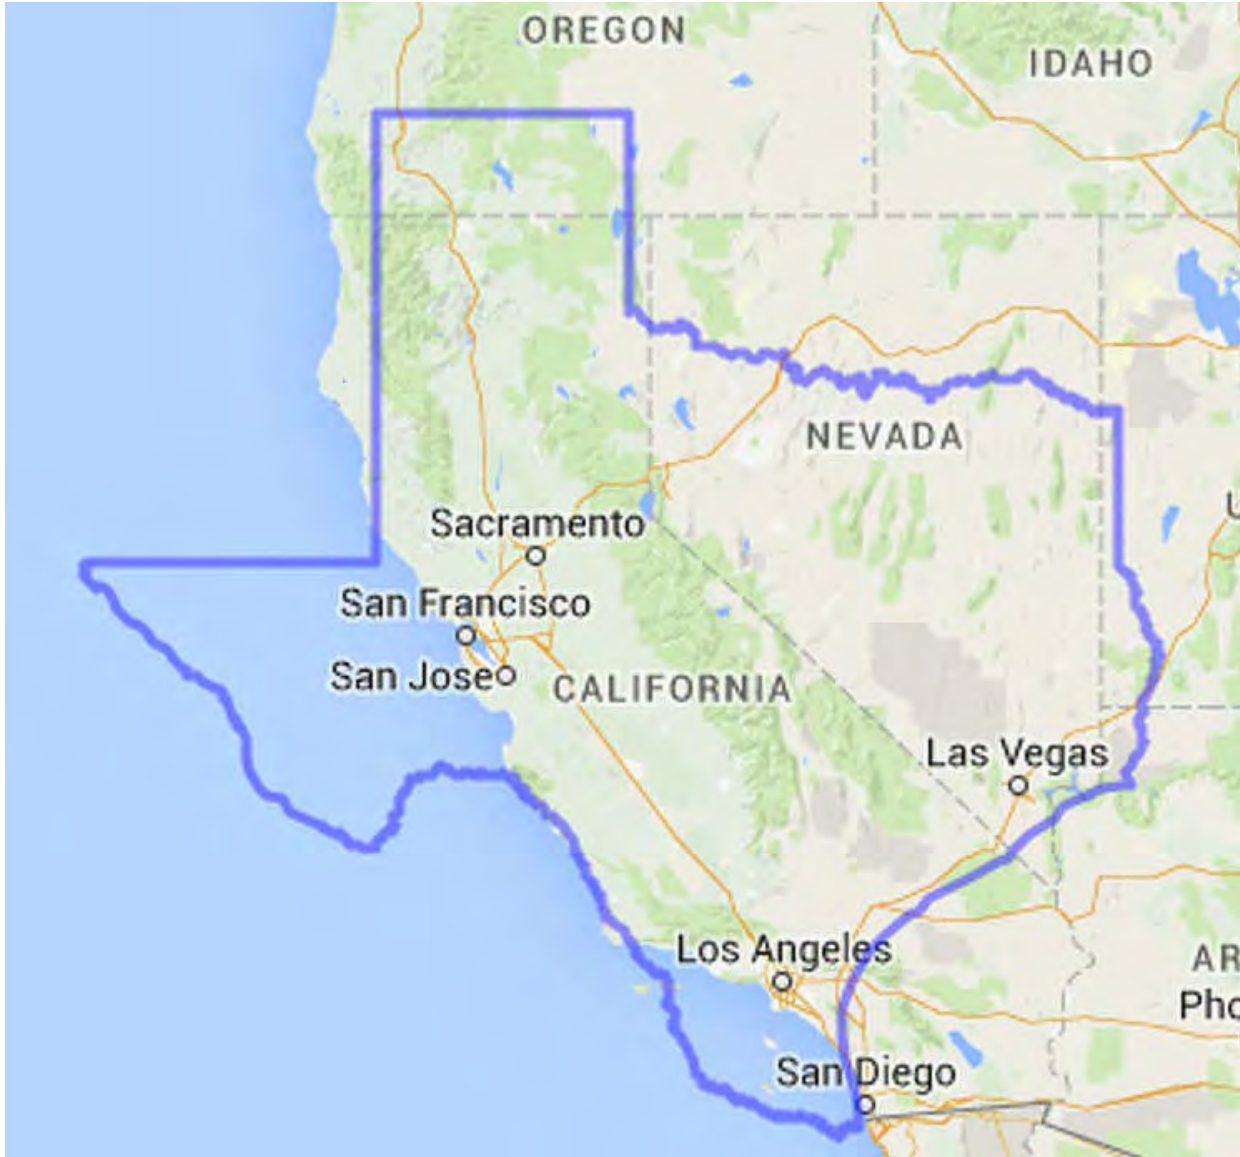 OREGON
IDAHO
NEVADA
U
Sacramento
San Francisco
San Jose
CALIFORNIA
Las Vegas
Los Angeles
AR
Pho
San Diego